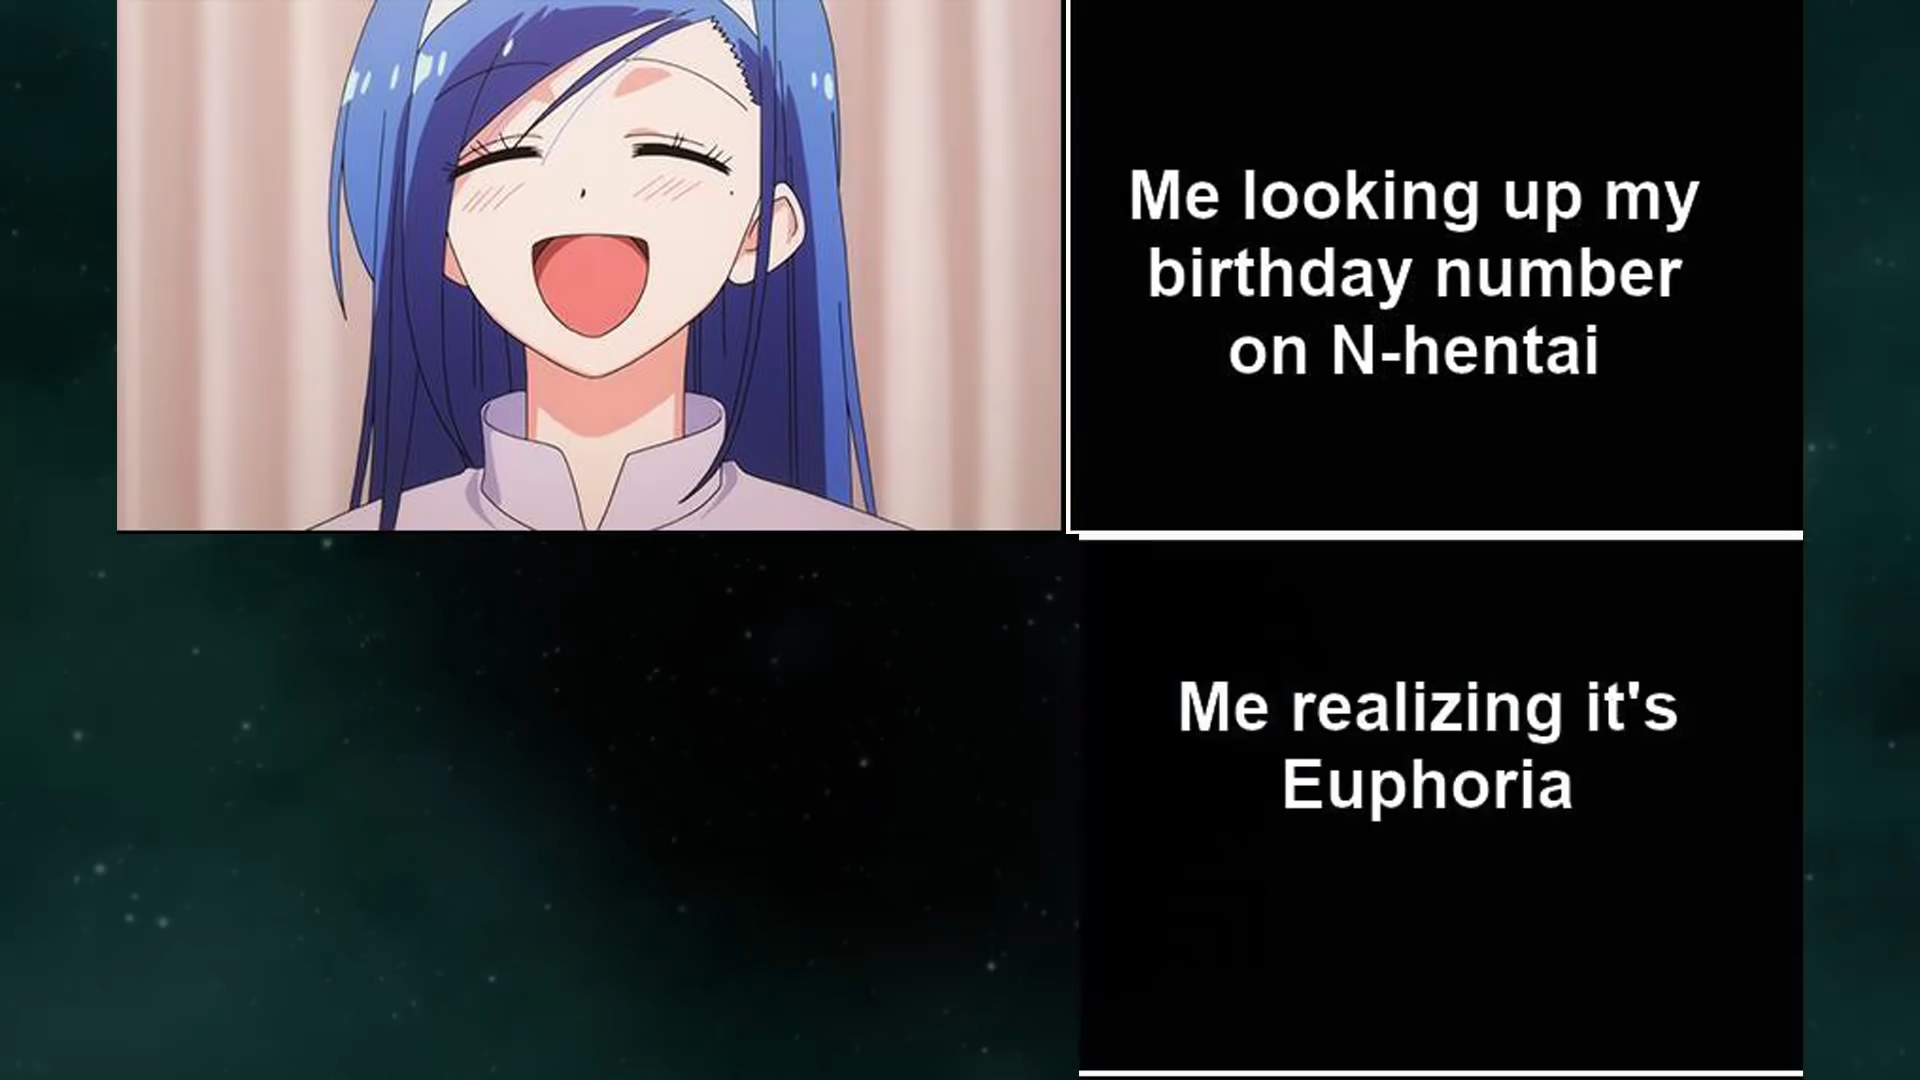 Me looking up my
birthday number
on N-hentai
Me realizing it's
Euphoria